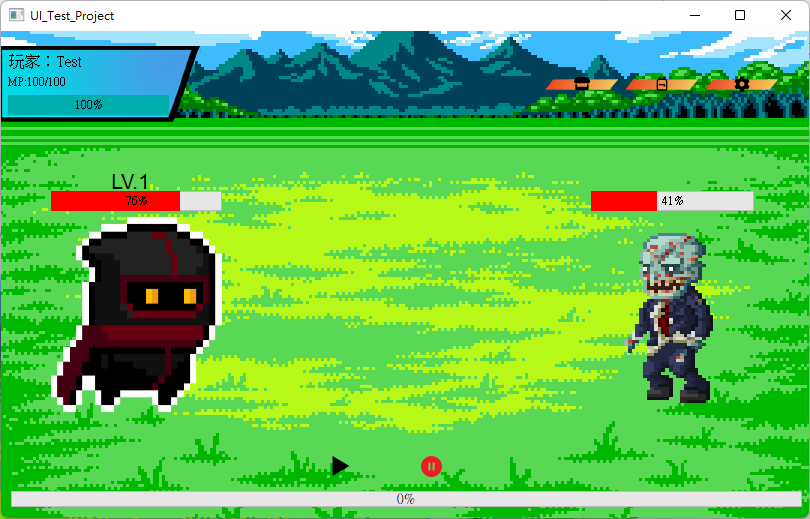 UI_Test_Project
玩家：Test
MP:100/100
100%
LV.1
76%
41%
0%